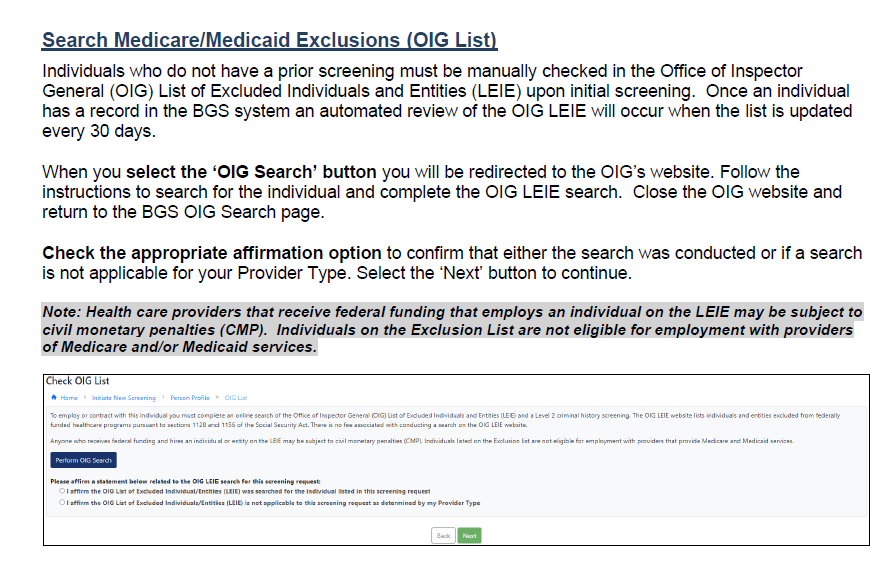 Search Medicare/Medicaid Exclusions (OIG List)
Individuals who do not have a prior screening must be manually checked in the Office of Inspector
General (OIG) List of Excluded Individuals and Entities (LEIE) upon initial screening.  Once an individual
has a record in the BGS system an automated review of the OIG LEIE will occur when the list is updated
every 30 days.
When you select the ‘OIG Search’ button you will be redirected to the OIG’s website. Follow the
instructions to search for the individual and complete the OIG LEIE search.  Close the OIG website and
return to the BGS OIG Search page.
Check the appropriate affirmation option to confirm that either the search was conducted or if a search
is not applicable for your Provider Type. Select the ‘Next’ button to continue.
Note: Health care providers that receive federal funding that employs an individual on the LEIE may be subject to
civil monetary penalties (CMP).  Individuals on the Exclusion List are not eligible for employment with providers
of Medicare and/or Medicaid services.
Check OIG List
Home › Initiate New Screening › Person Profile » OIG List
To employ or contract with this individual you must complete an online search of the Office of Inspector General (OIG) List of Excluded Individuals and Entities (LEIE) and a Level 2 criminal history screening. The OIG LEIE website lists individuals and entities excluded from federally
funded healthcare programs pursuant to sections 1128 and 1156 of the Social Security Act. There is no fee associated with conducting a search on the OIG LEIE website.
Anyone who receives federal funding and hires an individual or entity on the LEIE may be subject to civil monetary penalties (CMP). Individuals listed on the Exclusion list are not eligible for employment with providers that provide Medicare and Medicaid services.
Perform OIG Search
Please affirm a statement below related to the OIG LEIE search for this screening request:
I affirm the OIG List of Excluded Individual/Entities (LEIE) was searched for the individual listed in this screening request
I affirm the OIG List of Excluded Individuals/Entities (LEIE) is not applicable to this screening request as determined by my Provider Type
Back Next